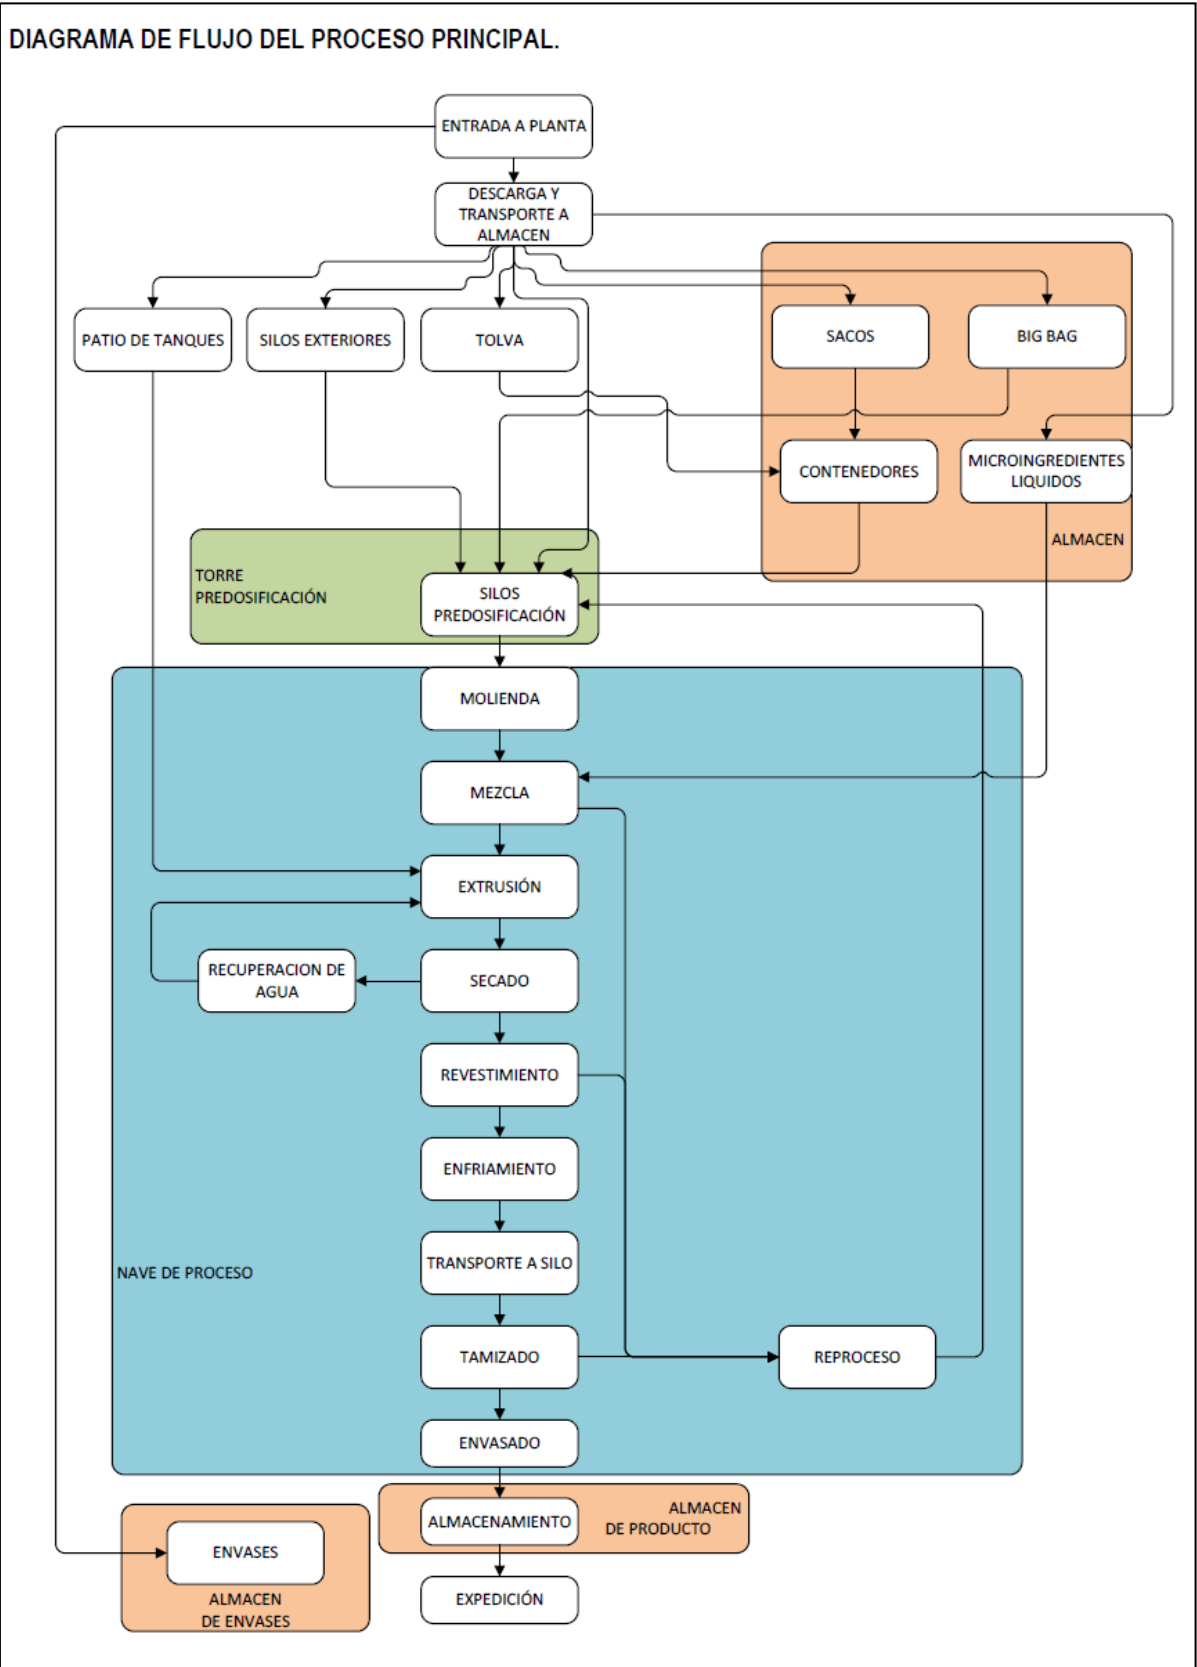 DIAGRAMA DE FLUJO DEL PROCESO PRINCIPAL.
ENTRADA A PLANTA
DESCARGA Y
TRANSPORTE A
ALMACEN
PATIO DE TANQUES
SILOS EXTERIORES
TOLVA
SACOS
BIG BAG
CONTENEDORES
MICROINGREDIENTES
LIQUIDOS
ALMACEN
TORRE
PREDOSIFICACIÓN
SILOS
PREDOSIFICACIÓN
MOLIENDA
MEZCLA
EXTRUSIÓN
RECUPERACION DE
AGUA
SECADO
REVESTIMIENTO
ENFRIAMIENTO
TRANSPORTE A SILO
NAVE DE PROCESO
TAMIZADO
REPROCESO
ENVASADO
ALMACENAMIENTO
ALMACEN
DE PRODUCTO
ENVASES
ALMACEN
DE ENVASES
EXPEDICIÓN